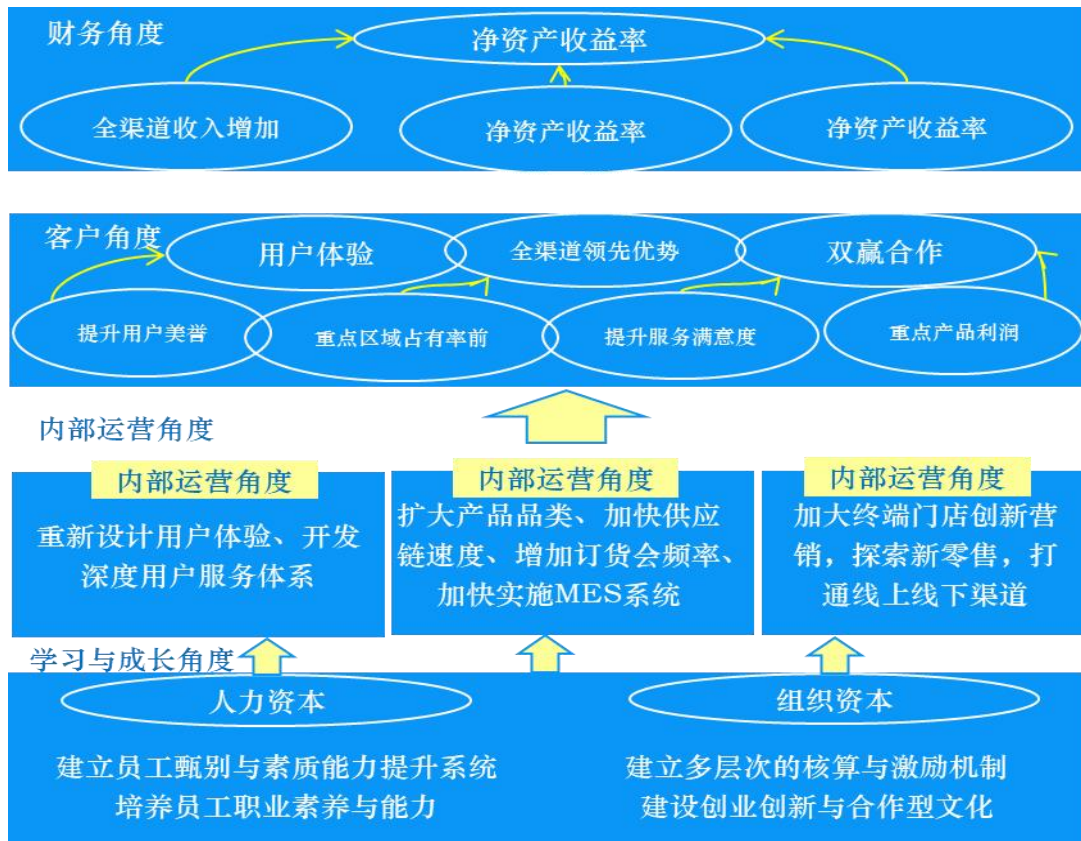 财务角度
净资产收益率
全渠道收入增加
净资产收益率
净资产收益率
客户角度
用户体验
全渠道领先优势
双赢合作
提升用户美誉
重点区域占有率前
提升服务满意度
重点产品利润
内部运营角度
内部运营角度
重新设计用户体验、开发
深度用户服务体系
内部运营角度
扩大产品品类、加快供应
链速度、增加订货会频率、
加快实施MES系统
内部运营角度
加大终端门店创新营
销，探索新零售，打
通线上线下渠道
学习与成长角度
人力资本
建立员工甄别与素质能力提升系统
培养员工职业素养与能力
组织资本
建立多层次的核算与激励机制
建设创业创新与合作型文化